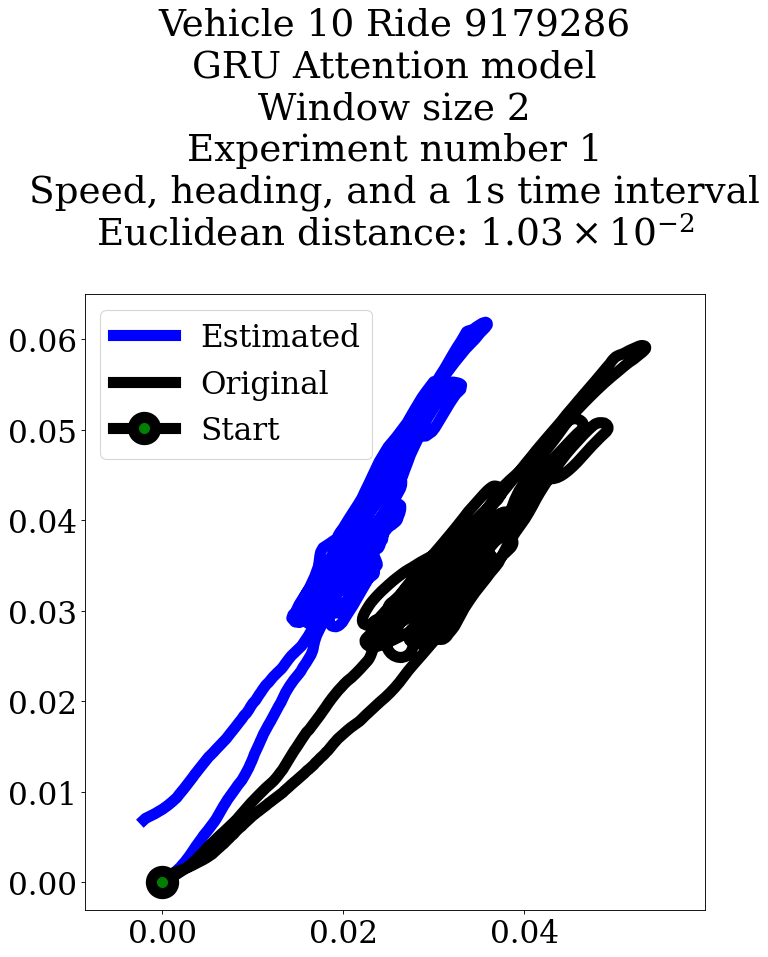 Vehicle 10 Ride 9179286
GRU Attention model
Window size 2
Experiment number 1
Speed, heading, and a 1s time interval
Euclidean distance: 1.03 × 10⁻²
Estimated
Original
Start
0.06
0.05
0.04
0.03
0.02
0.01
0.00
0.00 0.02 0.04